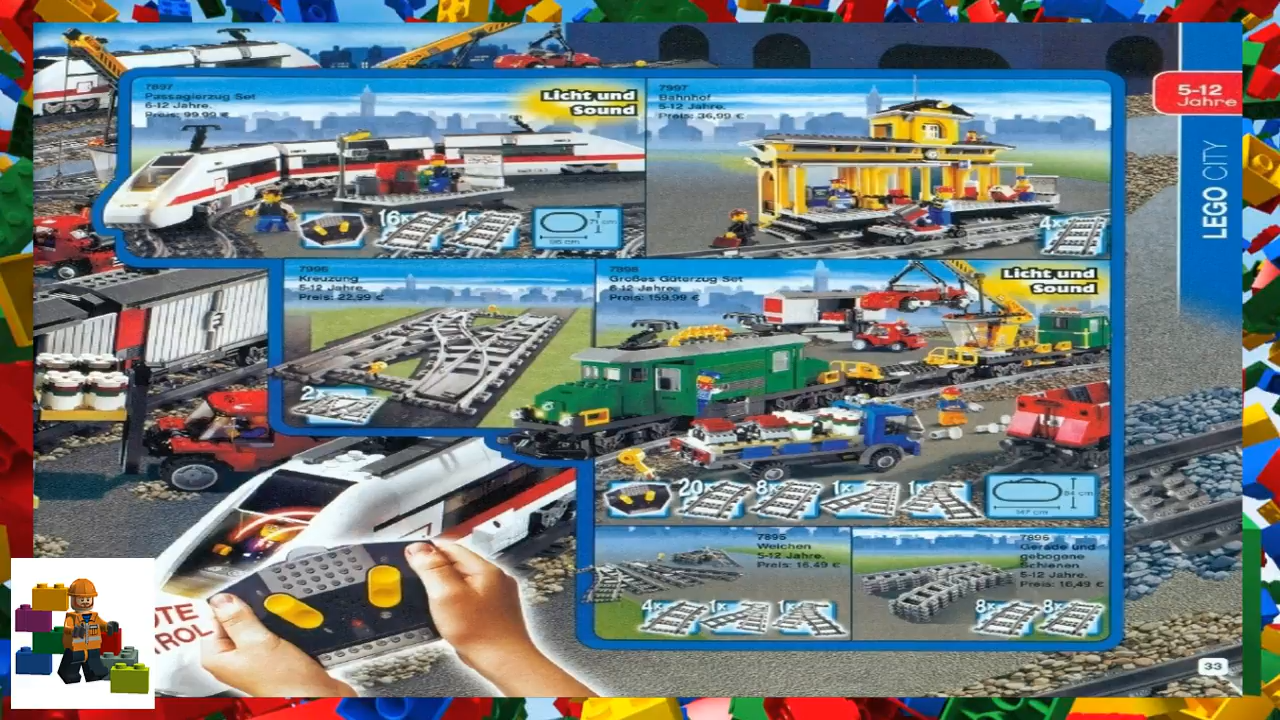 7897
Passagierzug Set
6-12 Jahre.
Preis: 99,99 €
Licht und
Sound
16x
4x
7997
Bahnhof
5-12 Jahre.
Preis: 36,99 €
4x
5-12
Jahre
LEGO CITY
7996
Kreuzung
5-12 Jahre.
Preis: 22,99 €
2x
7898
Großes Güterzug Set
6-12 Jahre.
Preis: 159,99 €
Licht und
Sound
20x
8x
1x
1x
7895
Weichen
5-12 Jahre.
Preis: 16,49 €
4x
1x
1x
Gerade und
gebogene
Schienen
5-12 Jahre.
Preis: 16,49 €
8x
8x
33